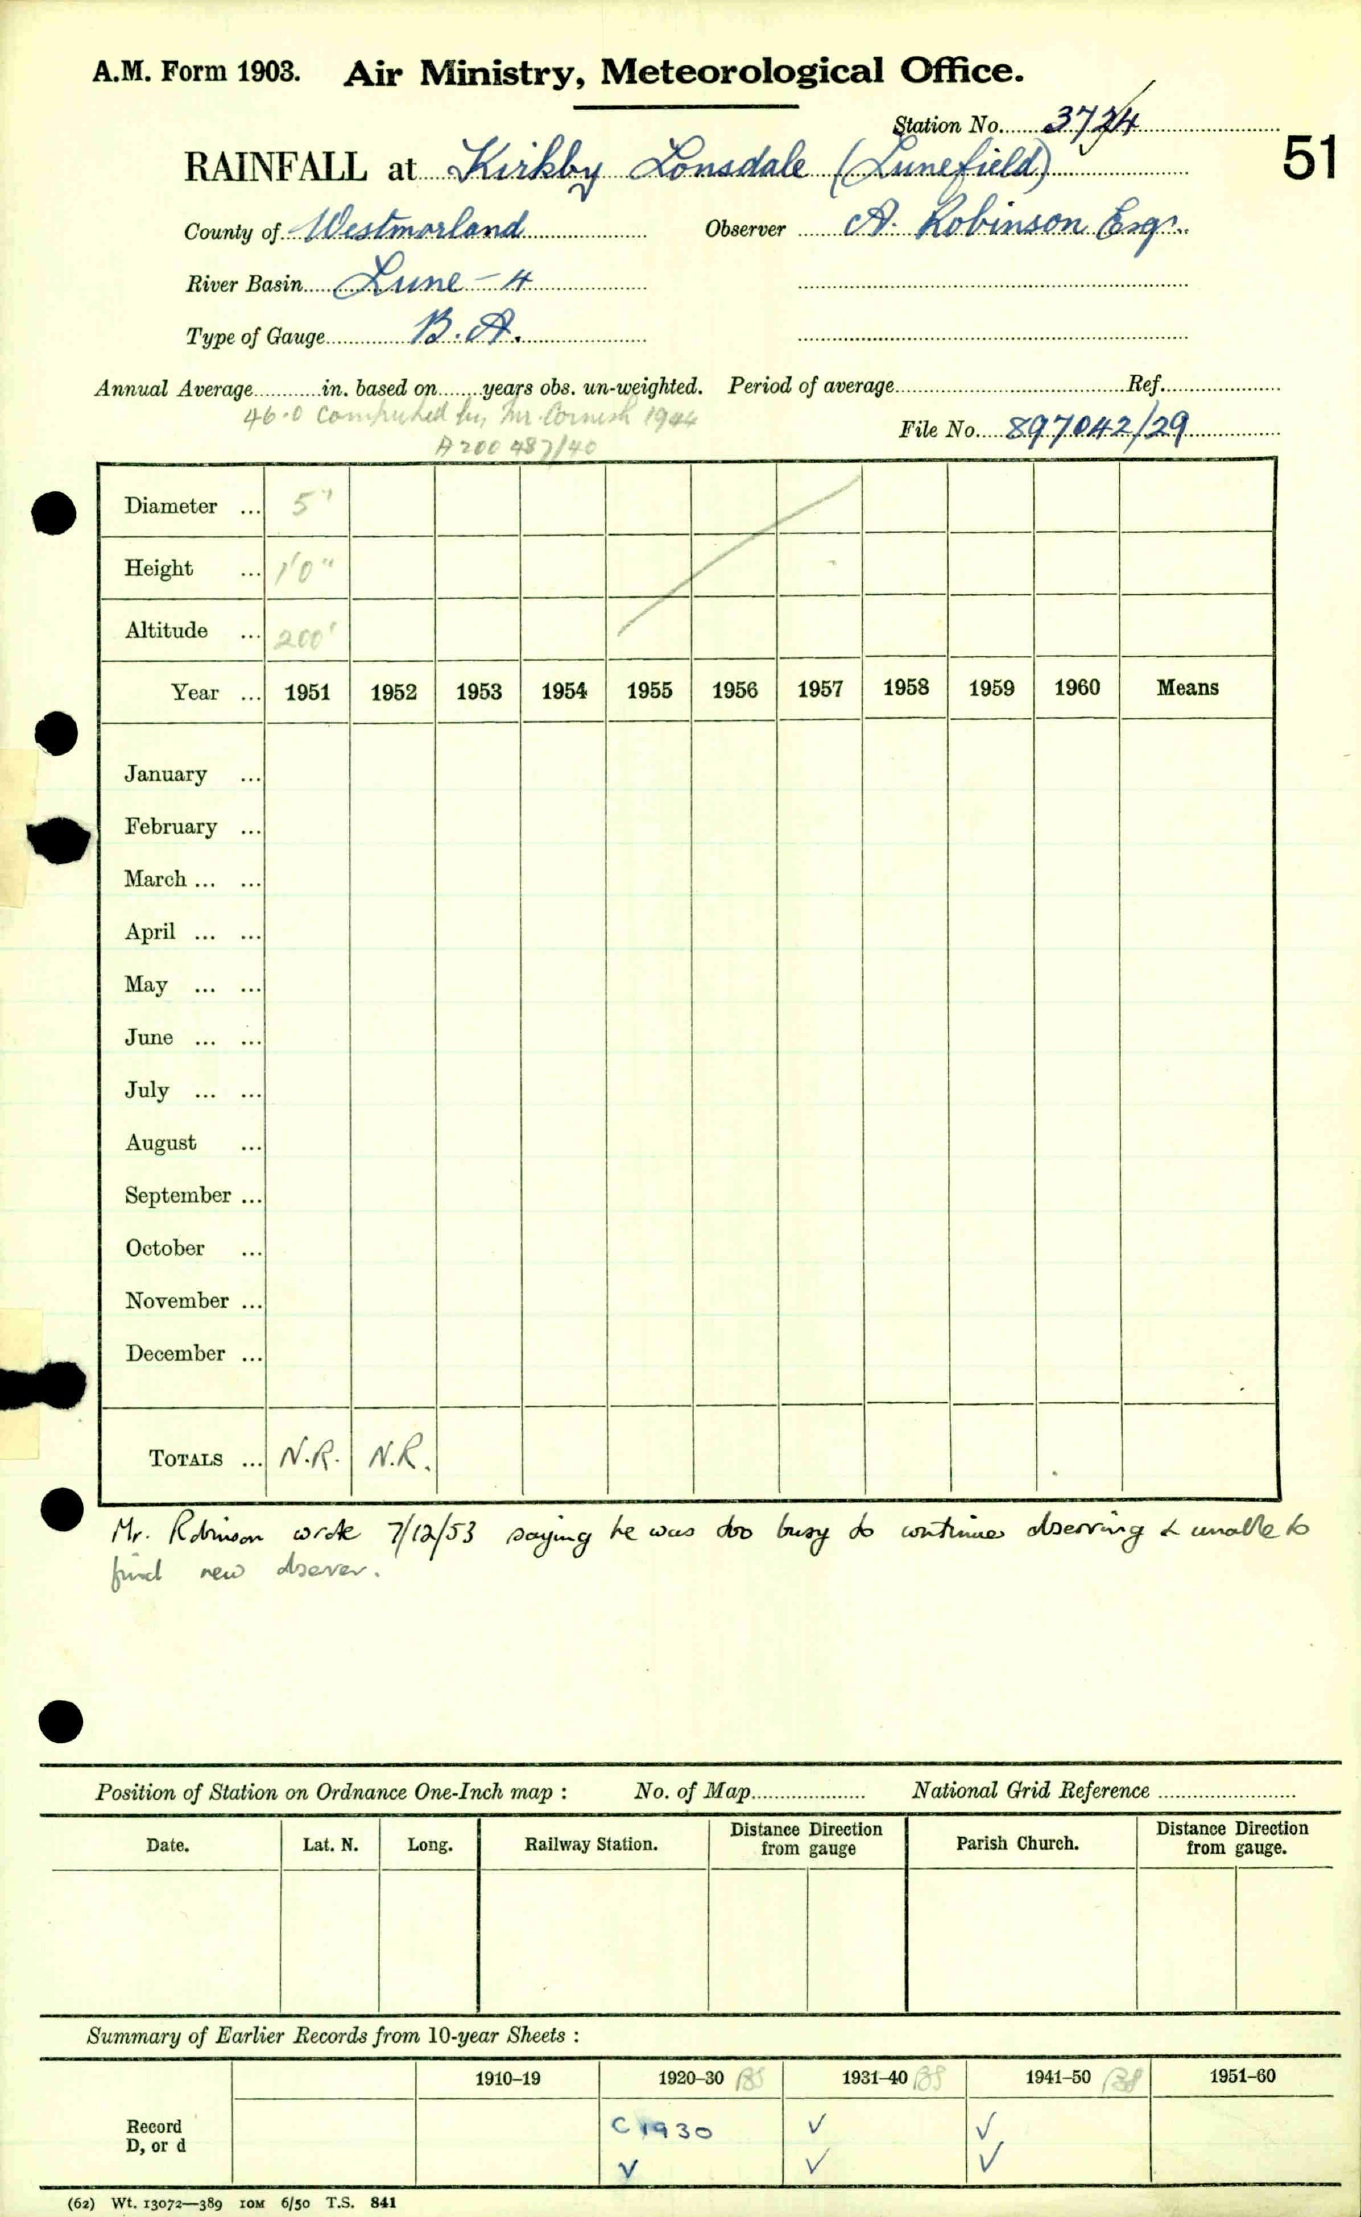 A.M. Form 1903. Air Ministry, Meteorological Office.
Station No. 3724
51
RAINFALL at Kirkby Lonsdale (Lunefield)
County of Westmorland Observer A. Robinson Esq.
River Basin Lune - 4
Type of Gauge B.A.
Annual Average in. based on years obs. un-weighted. Period of average Ref.
46.0 computed by Mr. Cornish 1944
File No. 897042/29
A 200 487/40
Diameter ... 5"
Height ... 1'0"
Altitude ... 200'
Year ... 1951 1952 1953 1954 1955 1956 1957 1958 1959 1960 Means
January ...
February ...
March ... ...
April ... ...
May ... ...
June ... ...
July ... ...
August ...
September ...
October ...
November ...
December ...
TOTALS ... N.R. N.R.
Mr. Robinson wrote 7/12/53 saying he was too busy to continue observing & unable to
find new observer.
Position of Station on Ordnance One-Inch map : No. of Map National Grid Reference
Date. Lat. N. Long. Railway Station. Distance Direction from gauge Parish Church. Distance Direction from gauge.
Summary of Earlier Records from 10-year Sheets :
1910-19 1920-30 BS 1931-40 BS 1941-50 BS 1951-60
Record C 1930 ✓ ✓
D, or d ✓ ✓ ✓
(62) Wt. 13072—389 10M 6/50 T.S. 841